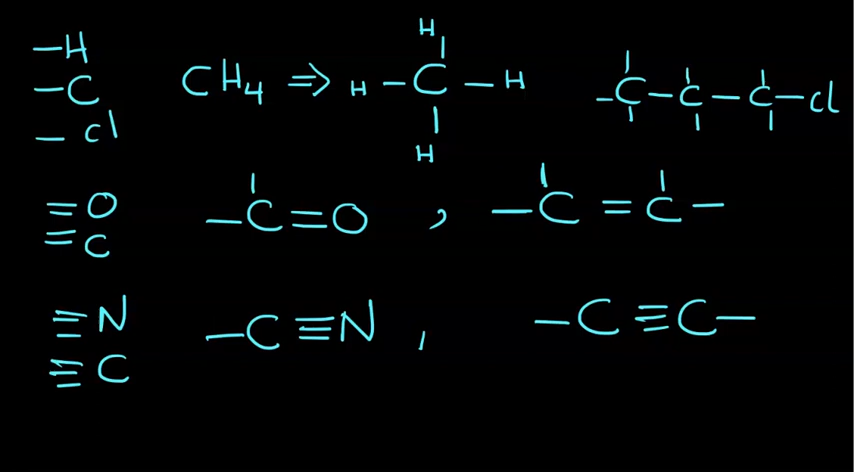 —H
—C
—Cl
CH₄ ⇒ H—C—H
H
H
—C—C—C—Cl
≡O
≡C
—C=O , —C=C—
≡N
≡C
—C≡N , —C≡C—